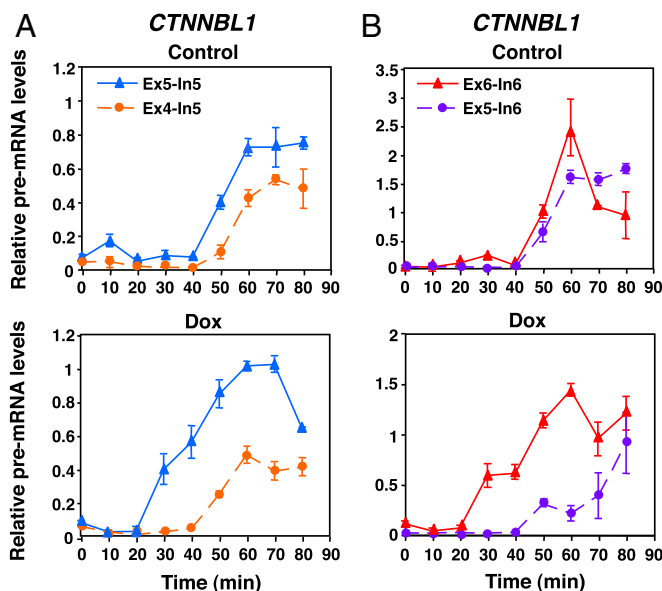 A
CTNNBL1
Control
Relative pre-mRNA levels
1.2
1
0.8
0.6
0.4
0.2
0
Ex5-In5
Ex4-In5
0 10 20 30 40 50 60 70 80 90
B
CTNNBL1
Control
3.5
3
2.5
2
1.5
1
0.5
0
Ex6-In6
Ex5-In6
0 10 20 30 40 50 60 70 80 90
Dox
Relative pre-mRNA levels
1.2
1
0.8
0.6
0.4
0.2
0
0 10 20 30 40 50 60 70 80 90
Time (min)
Dox
2
1.5
1
0.5
0
0 10 20 30 40 50 60 70 80 90
Time (min)